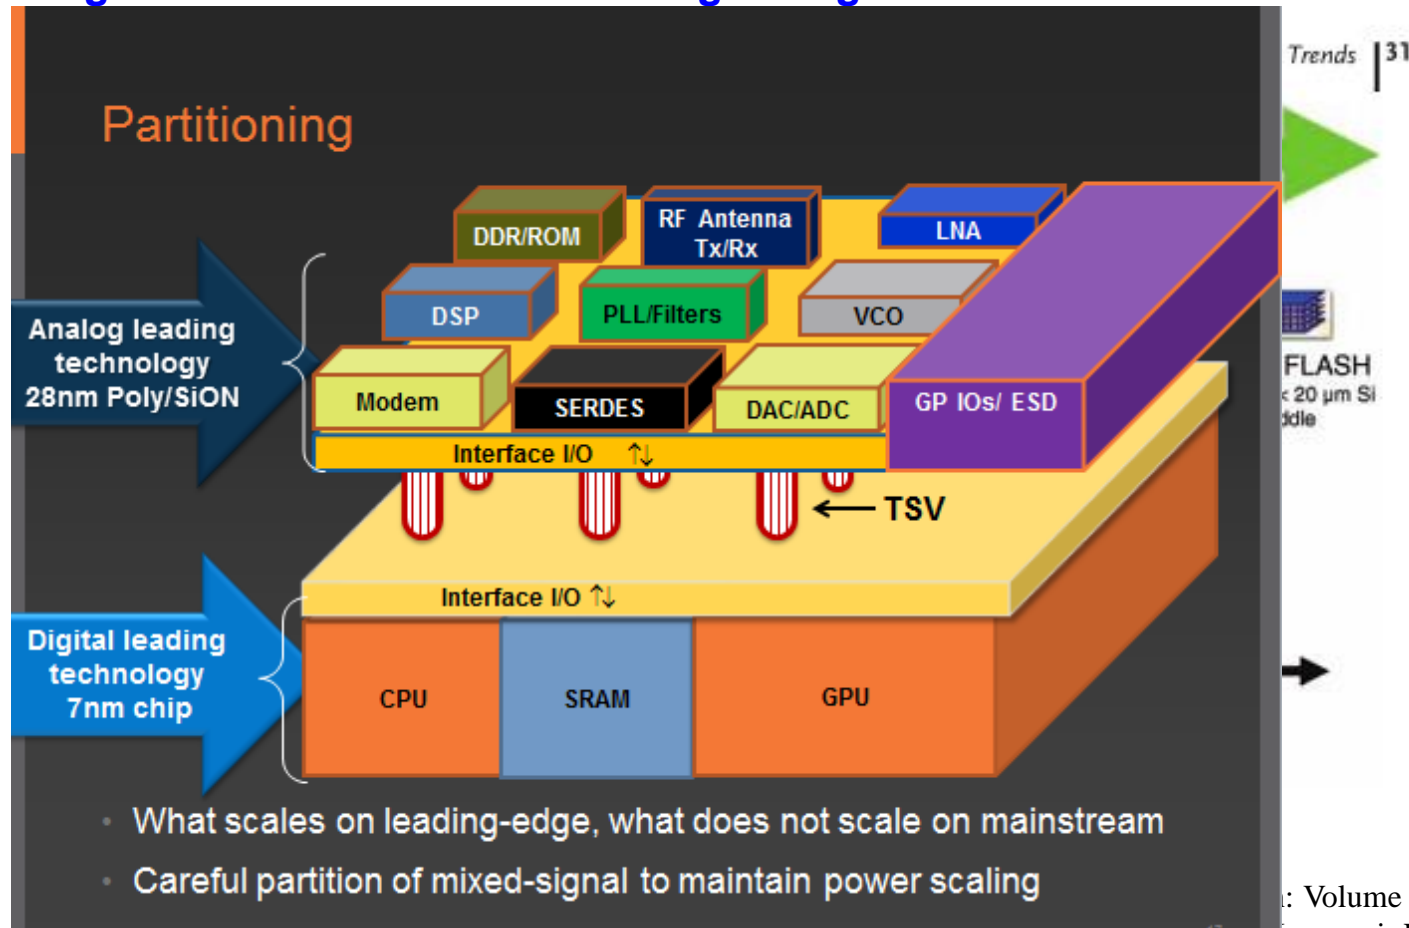 Trends 31
Partitioning
DDR/ROM
RF Antenna
Tx/Rx
LNA
DSP
PLL/Filters
VCO
Analog leading
technology
28nm Poly/SiON
Modem
SERDES
DAC/ADC
GP IOs/ ESD
Interface I/O ↑↓
FLASH
< 20 µm Si
TSV
Interface I/O ↑↓
Digital leading
technology
7nm chip
CPU
SRAM
GPU
• What scales on leading-edge, what does not scale on mainstream
• Careful partition of mixed-signal to maintain power scaling
: Volume